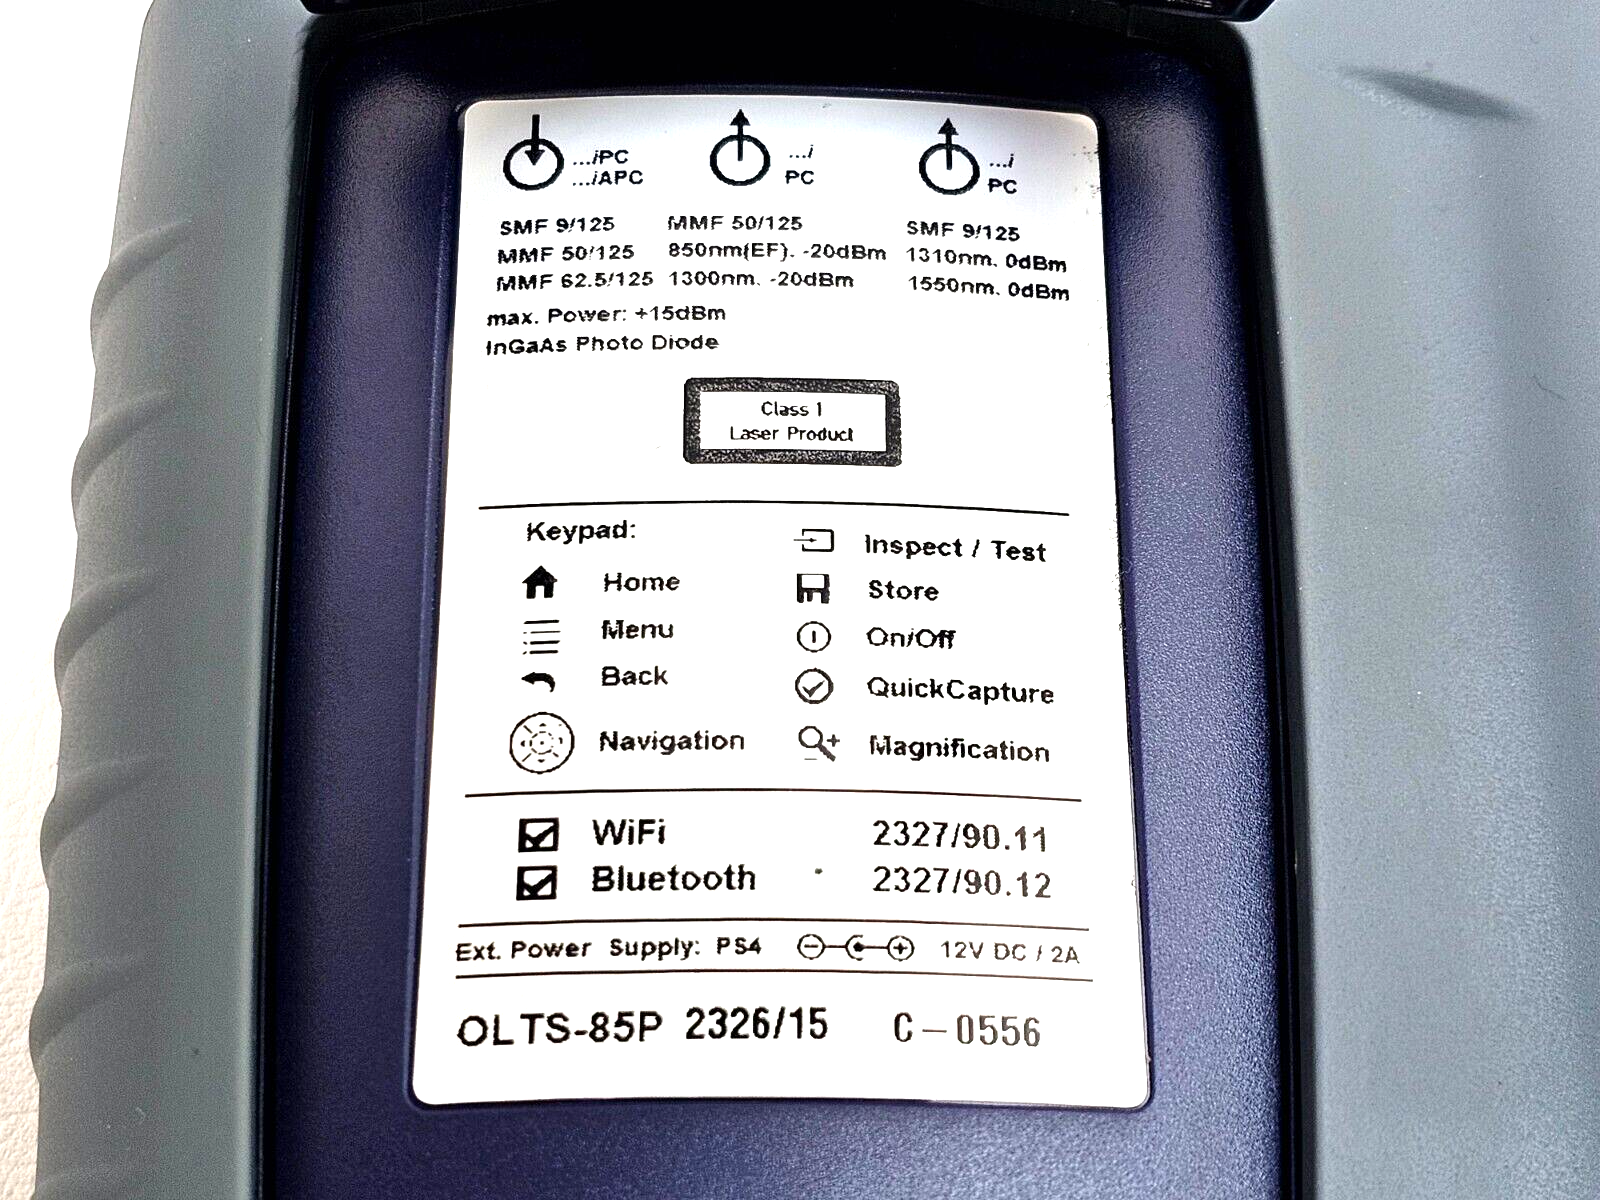 ...iPC
...iAPC
...i
PC
...i
PC
SMF 9/125
MMF 50/125
MMF 62.5/125
MMF 50/125
850nm(EF). -20dBm
1300nm. -20dBm
SMF 9/125
1310nm. 0dBm
1550nm. 0dBm
max. Power: +15dBm
InGaAs Photo Diode
Class 1
Laser Product
Keypad:
Home
Menu
Back
Navigation
Inspect / Test
Store
On/Off
QuickCapture
Magnification
WiFi 2327/90.11
Bluetooth 2327/90.12
Ext. Power Supply: PS4 12V DC / 2A
OLTS-85P 2326/15 C-0556